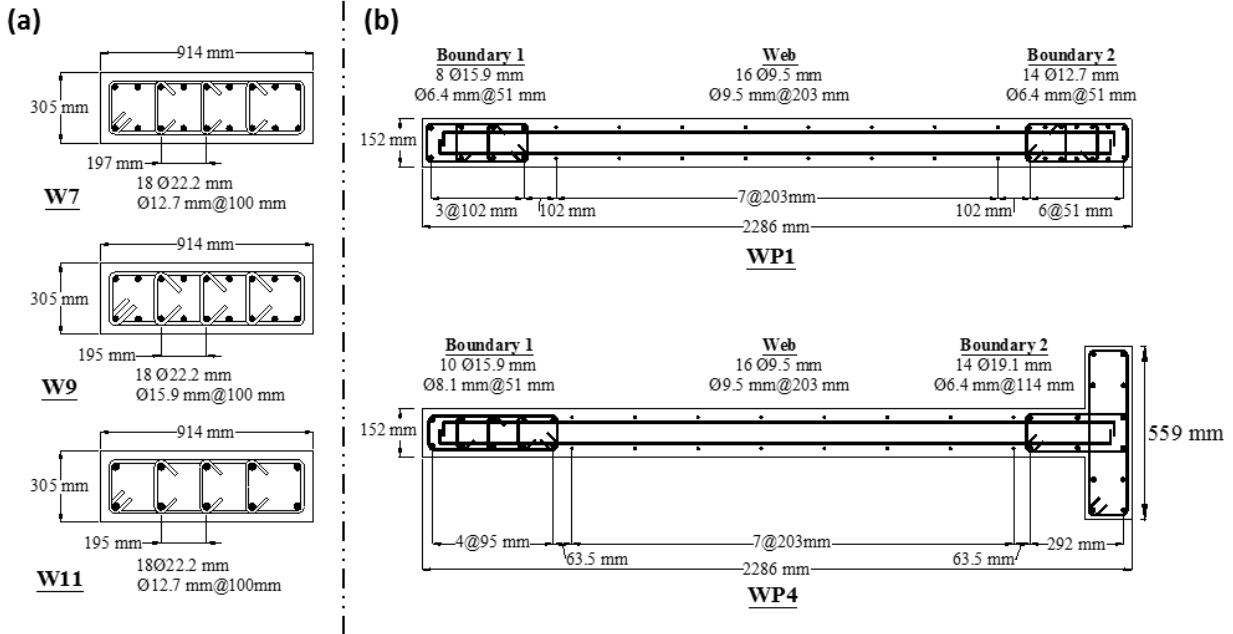 (a)
914 mm
305 mm
197 mm
18 Ø22.2 mm
Ø12.7 mm@100 mm
W7
914 mm
305 mm
195 mm
18 Ø22.2 mm
Ø15.9 mm@100 mm
W9
914 mm
305 mm
195 mm
18Ø22.2 mm
Ø12.7 mm@100mm
W11
(b)
Boundary 1
8 Ø15.9 mm
Ø6.4 mm@51 mm
Web
16 Ø9.5 mm
Ø9.5 mm@203 mm
Boundary 2
14 Ø12.7 mm
Ø6.4 mm@51 mm
152 mm
3@102 mm
102 mm
7@203mm
102 mm
6@51 mm
2286 mm
WP1
Boundary 1
10 Ø15.9 mm
Ø8.1 mm@51 mm
Web
16 Ø9.5 mm
Ø9.5 mm@203 mm
Boundary 2
14 Ø19.1 mm
Ø6.4 mm@114 mm
152 mm
559 mm
4@95 mm
63.5 mm
7@203mm
63.5 mm
292 mm
2286 mm
WP4